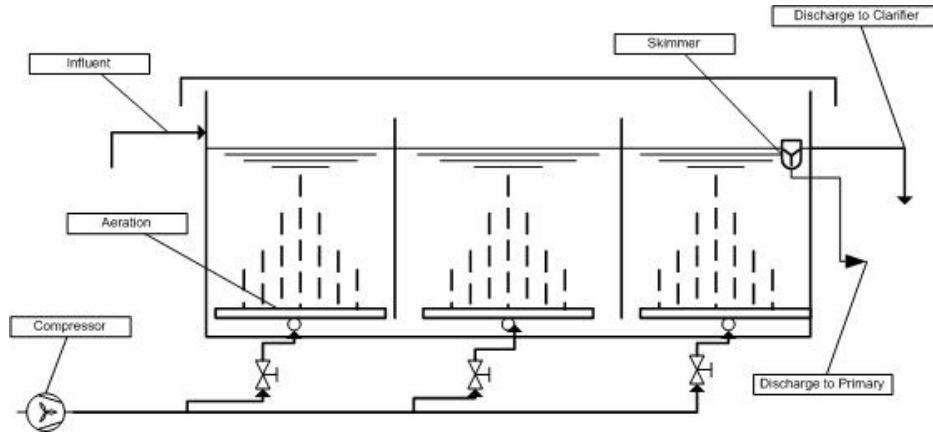 Discharge to Clarifier
Skimmer
Influent
Aeration
Compressor
Discharge to Primary